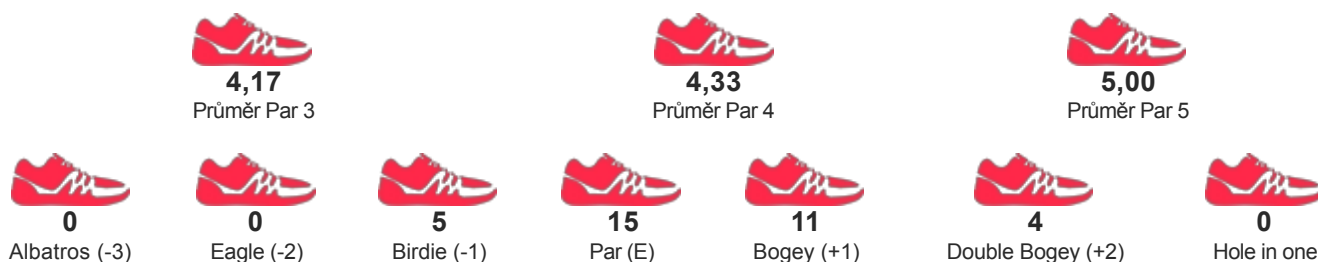 4,17 4,33 5,00
Průměr Par 3 Průměr Par 4 Průměr Par 5
0 0 5 15 11 4 0
Albatros (-3) Eagle (-2) Birdie (-1) Par (E) Bogey (+1) Double Bogey (+2) Hole in one